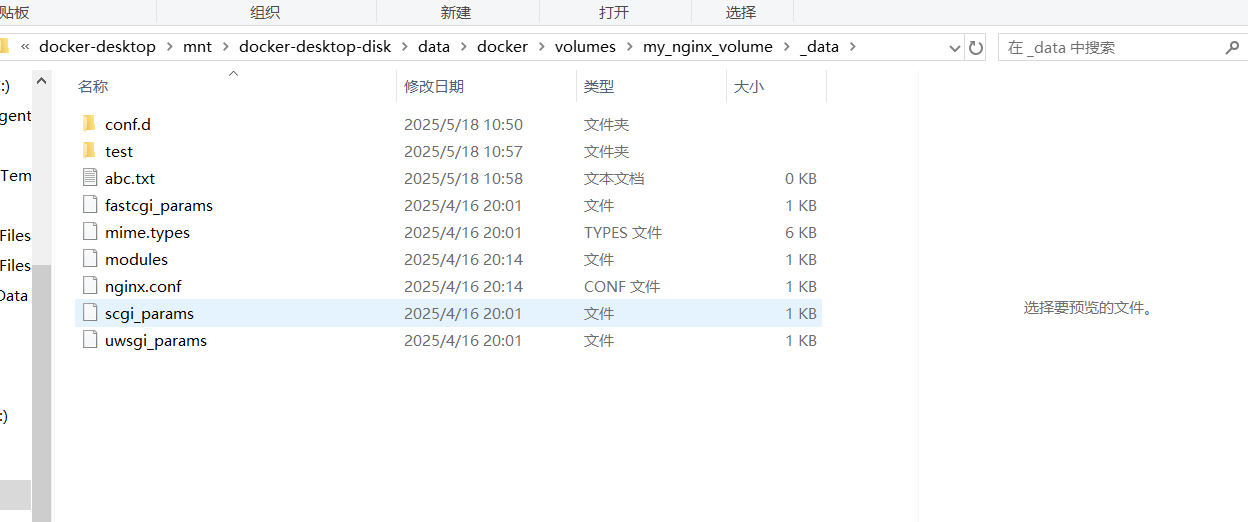 贴板 组织 新建 打开 选择
« docker-desktop › mnt › docker-desktop-disk › data › docker › volumes › my_nginx_volume › _data › 在 _data 中搜索
:)
gent
Tem
Files
Files
Data
:)
名称 修改日期 类型 大小
conf.d 2025/5/18 10:50 文件夹
test 2025/5/18 10:57 文件夹
abc.txt 2025/5/18 10:58 文本文档 0 KB
fastcgi_params 2025/4/16 20:01 文件 1 KB
mime.types 2025/4/16 20:01 TYPES 文件 6 KB
modules 2025/4/16 20:14 文件 1 KB
nginx.conf 2025/4/16 20:14 CONF 文件 1 KB
scgi_params 2025/4/16 20:01 文件 1 KB
uwsgi_params 2025/4/16 20:01 文件 1 KB
选择要预览的文件。